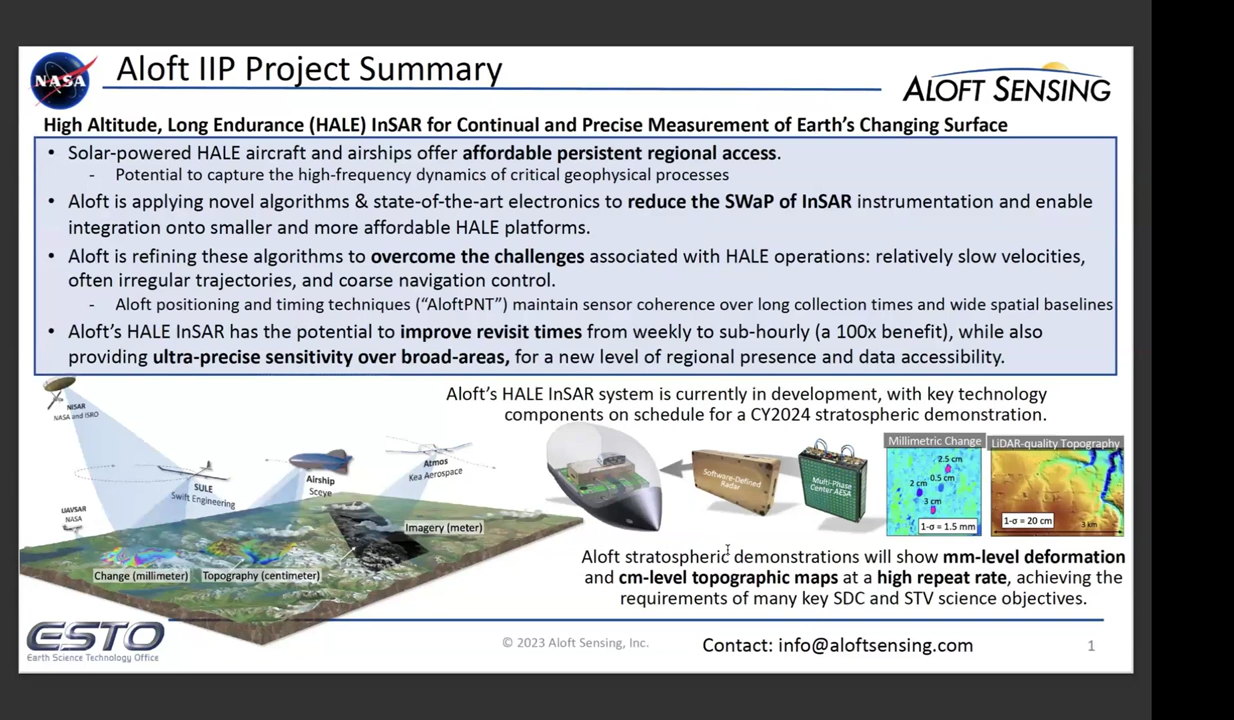 NASA
Aloft IIP Project Summary
ALOFT SENSING
High Altitude, Long Endurance (HALE) InSAR for Continual and Precise Measurement of Earth's Changing Surface
• Solar-powered HALE aircraft and airships offer affordable persistent regional access.
- Potential to capture the high-frequency dynamics of critical geophysical processes
• Aloft is applying novel algorithms & state-of-the-art electronics to reduce the SWaP of InSAR instrumentation and enable
integration onto smaller and more affordable HALE platforms.
• Aloft is refining these algorithms to overcome the challenges associated with HALE operations: relatively slow velocities,
often irregular trajectories, and coarse navigation control.
- Aloft positioning and timing techniques ("AloftPNT") maintain sensor coherence over long collection times and wide spatial baselines
• Aloft's HALE InSAR has the potential to improve revisit times from weekly to sub-hourly (a 100x benefit), while also
providing ultra-precise sensitivity over broad-areas, for a new level of regional presence and data accessibility.
NISAR
NASA and ISRO
SULE
Swift Engineering
Airship
Sceye
Atmos
Kea Aerospace
UAVSAR
NASA
Imagery (meter)
Change (millimeter)
Topography (centimeter)
Aloft's HALE InSAR system is currently in development, with key technology
components on schedule for a CY2024 stratospheric demonstration.
Software-Defined
Radar
Multi-Phase
Center AESA
Millimetric Change
2.5 cm
0.5 cm
2 cm
3 cm
1-σ = 1.5 mm
LiDAR-quality Topography
1-σ = 20 cm
3 km
Aloft stratospheric demonstrations will show mm-level deformation
and cm-level topographic maps at a high repeat rate, achieving the
requirements of many key SDC and STV science objectives.
ESTO
Earth Science Technology Office
© 2023 Aloft Sensing, Inc.
Contact: info@aloftsensing.com
1